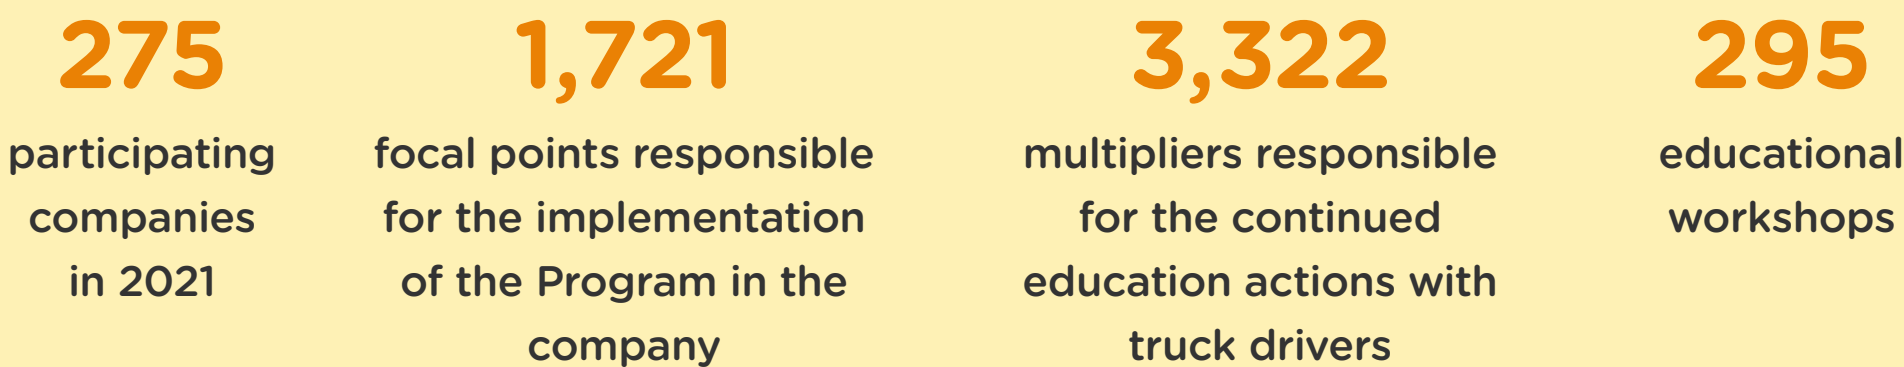 275
participating
companies
in 2021
1,721
focal points responsible
for the implementation
of the Program in the
company
3,322
multipliers responsible
for the continued
education actions with
truck drivers
295
educational
workshops